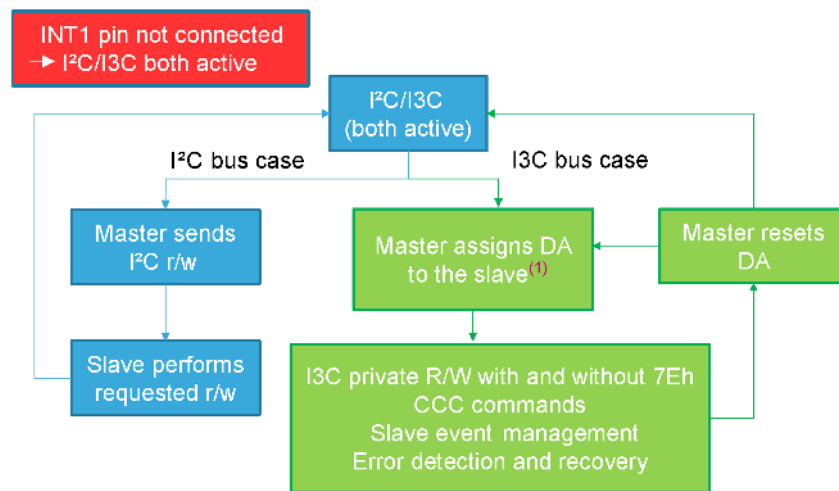 INT1 pin not connected
→ I²C/I3C both active
I²C/I3C
(both active)
I²C bus case
I3C bus case
Master sends
I²C r/w
Master assigns DA
to the slave(1)
Master resets
DA
Slave performs
requested r/w
I3C private R/W with and without 7Eh
CCC commands
Slave event management
Error detection and recovery